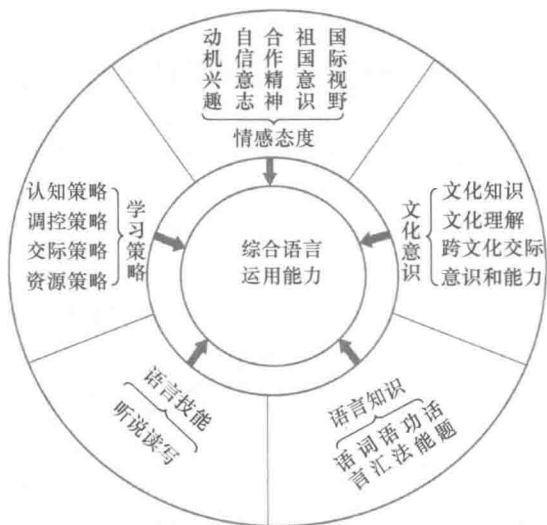 动机兴趣
自信意志
合作精神
祖国意识
国际视野
情感态度
认知策略
调控策略
交际策略
资源策略
学习策略
综合语言
运用能力
文化意识
文化知识
文化理解
跨文化交际
意识和能力
语言技能
听说读写
语言知识
语言
词汇
语法
功能
话题